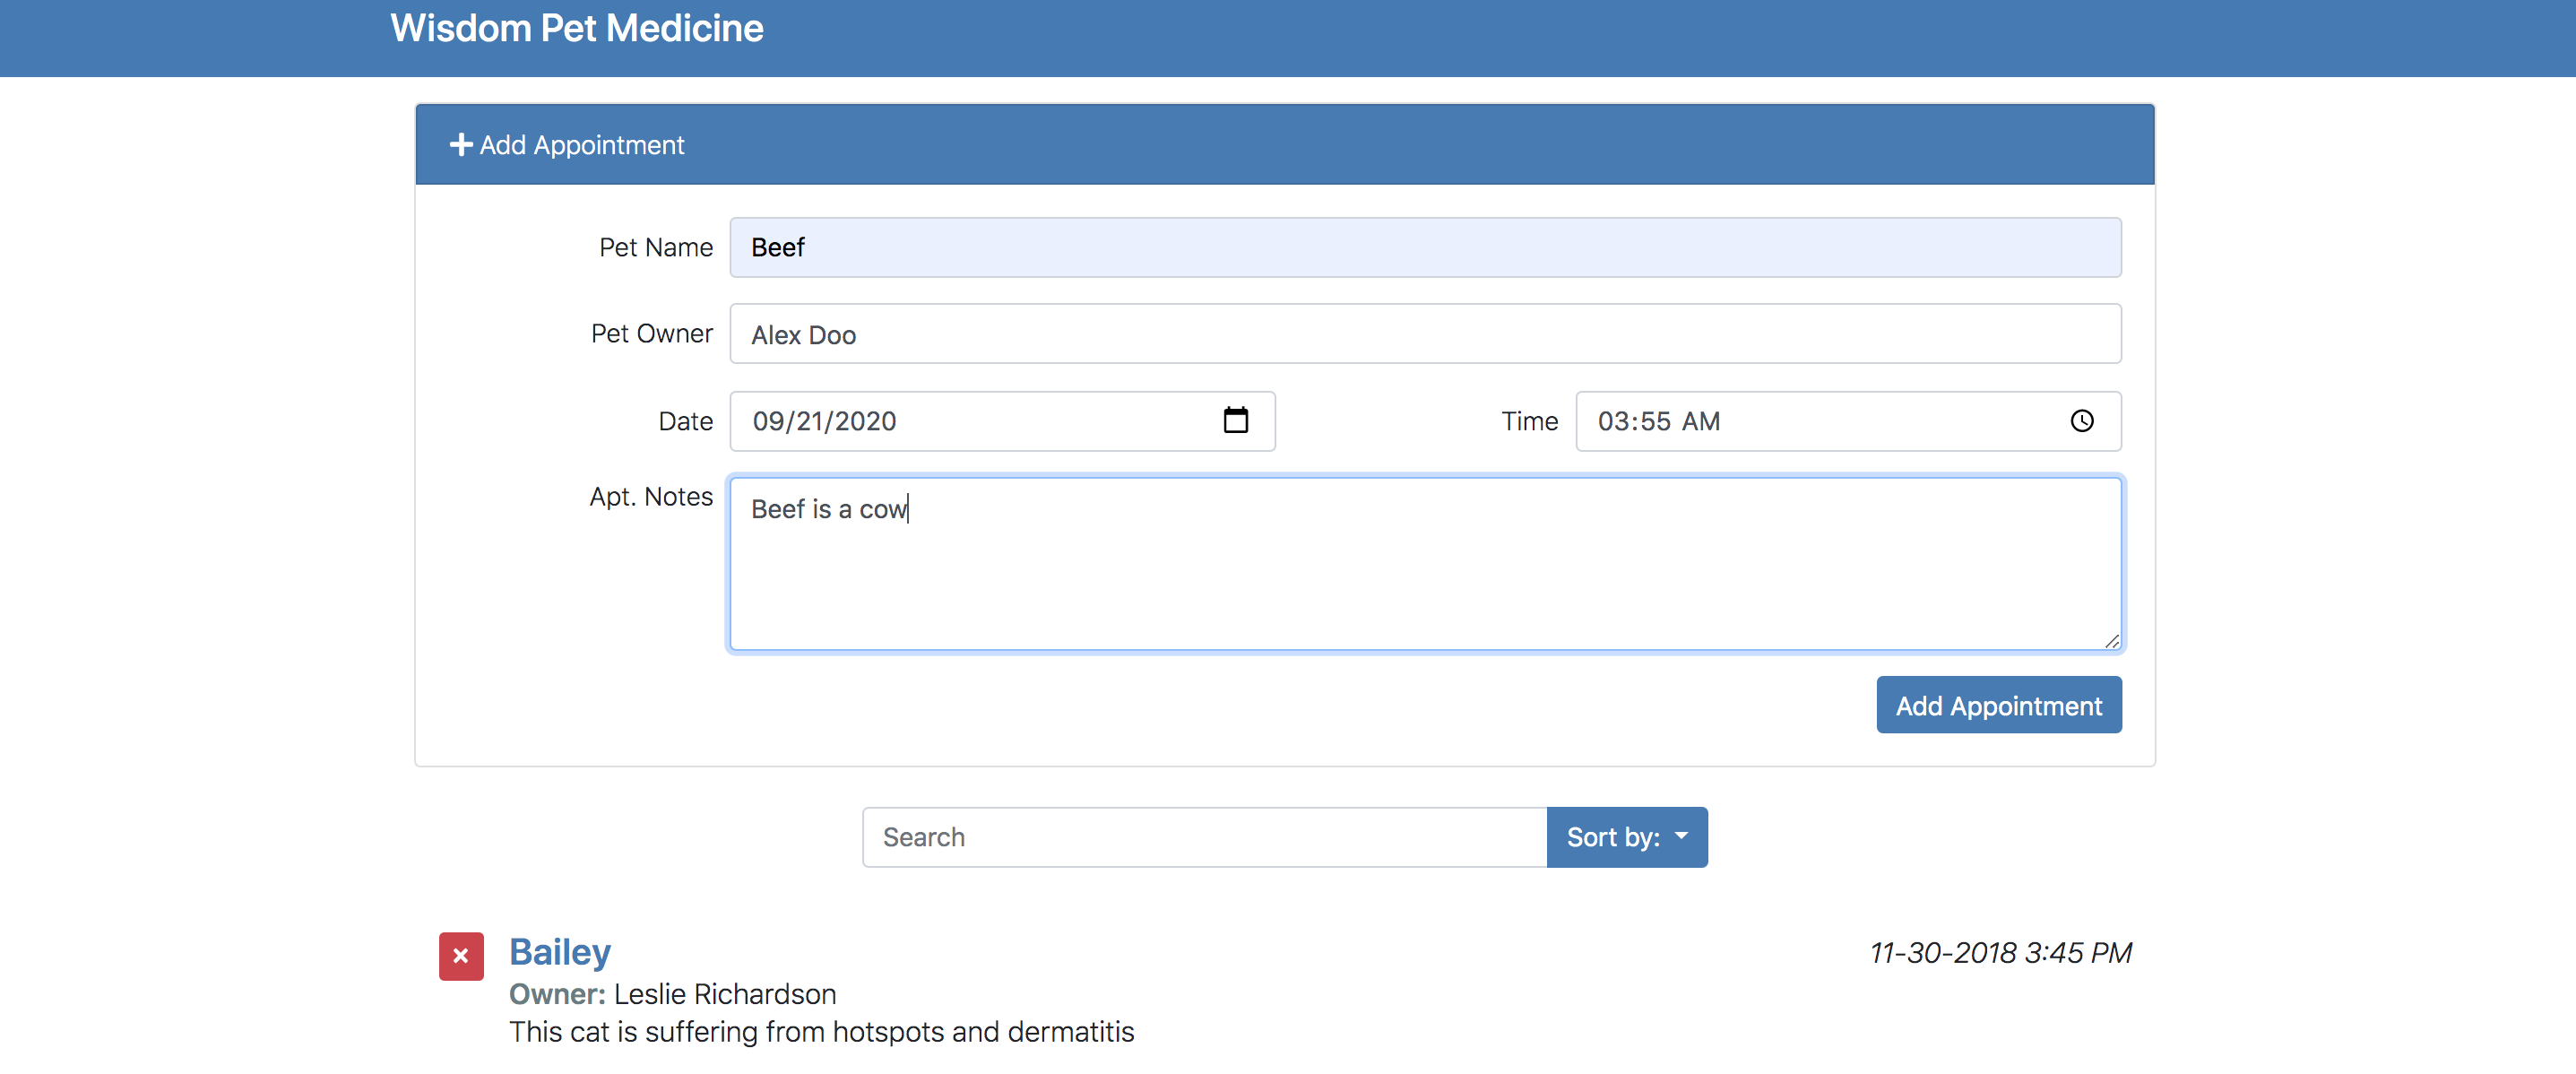 Wisdom Pet Medicine
Add Appointment
Pet Name Beef
Pet Owner Alex Doo
Date 09/21/2020 Time 03:55 AM
Apt. Notes Beef is a cow
Add Appointment
Search Sort by:
Bailey 11-30-2018 3:45 PM
Owner: Leslie Richardson
This cat is suffering from hotspots and dermatitis